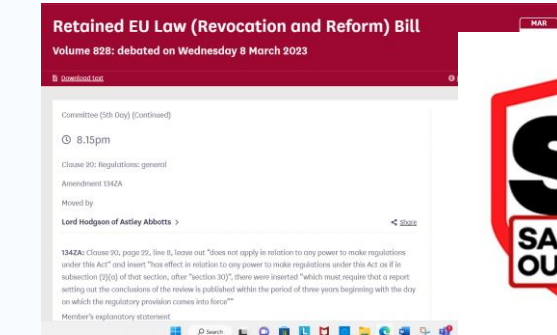 Retained EU Law (Revocation and Reform) Bill
Volume 828: debated on Wednesday 8 March 2023
Download text
Committee (5th Day) (Continued)
8.15pm
Clause 20: Regulations: general
Amendment 134ZA
Moved by
Lord Hodgson of Astley Abbotts >
Share
134ZA: Clause 20, page 22, line 8, leave out "does not apply in relation to any power to make regulations
under this Act" and insert "has effect in relation to any power to make regulations under this Act as if in
subsection (2)(a) of that section, after "section 30)", there were inserted "which must require that a report
setting out the conclusions of the review is published within the period of three years beginning with the day
on which the regulatory provision comes into force""
Member's explanatory statement
Search
MAR
S
SA
OU